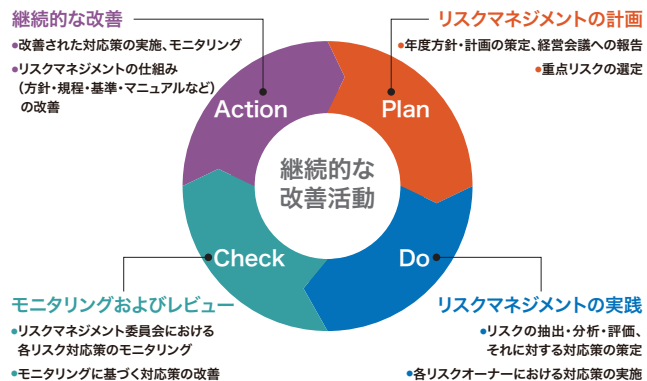 継続的な改善
•改善された対応策の実施、モニタリング
•リスクマネジメントの仕組み
（方針・規程・基準・マニュアルなど）
の改善
リスクマネジメントの計画
•年度方針・計画の策定、経営会議への報告
•重点リスクの選定
Action
Plan
継続的な
改善活動
Check
Do
モニタリングおよびレビュー
•リスクマネジメント委員会における
各リスク対応策のモニタリング
•モニタリングに基づく対応策の改善
リスクマネジメントの実践
•リスクの抽出・分析・評価、
それに対する対応策の策定
•各リスクオーナーにおける対応策の実施